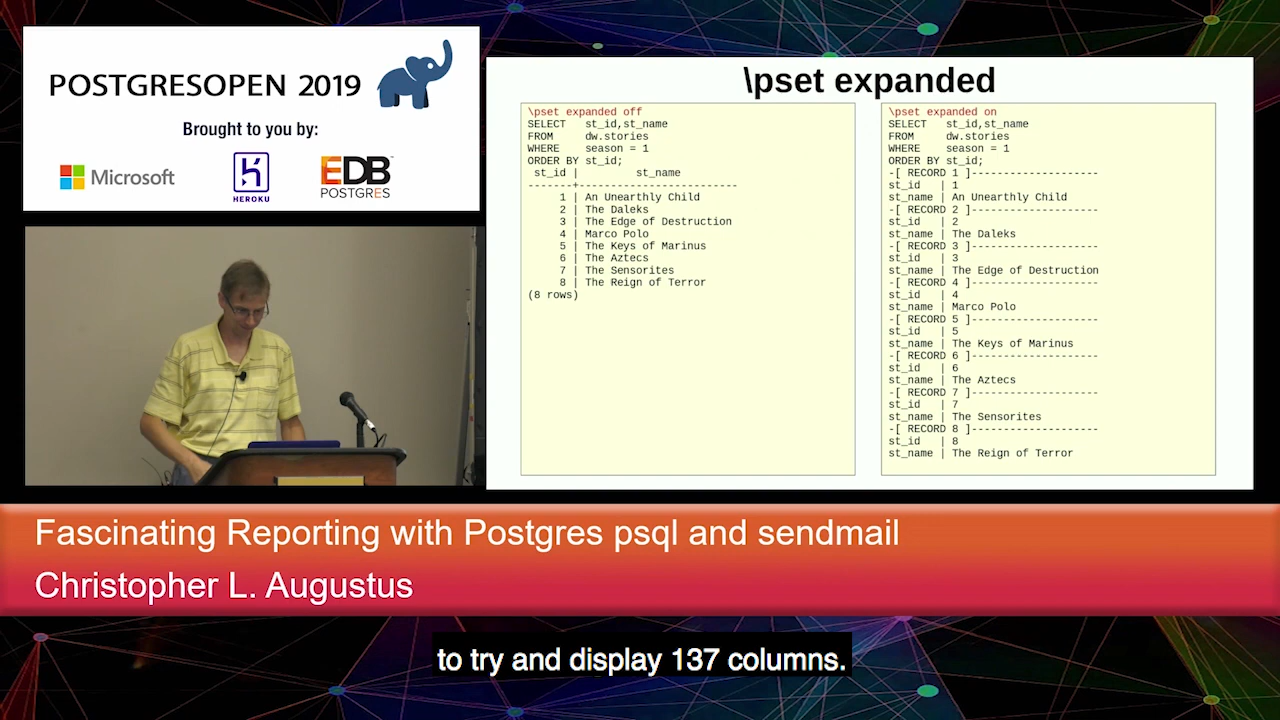 POSTGRESOPEN 2019
Brought to you by:
Microsoft
HEROKU
EDB
POSTGRES
\pset expanded
\pset expanded off
SELECT st_id,st_name
FROM dw.stories
WHERE season = 1
ORDER BY st_id;
st_id | st_name
-------+-------------------------
1 | An Unearthly Child
2 | The Daleks
3 | The Edge of Destruction
4 | Marco Polo
5 | The Keys of Marinus
6 | The Aztecs
7 | The Sensorites
8 | The Reign of Terror
(8 rows)
\pset expanded on
SELECT st_id,st_name
FROM dw.stories
WHERE season = 1
ORDER BY st_id;
-[ RECORD 1 ]--------------------
st_id | 1
st_name | An Unearthly Child
-[ RECORD 2 ]--------------------
st_id | 2
st_name | The Daleks
-[ RECORD 3 ]--------------------
st_id | 3
st_name | The Edge of Destruction
-[ RECORD 4 ]--------------------
st_id | 4
st_name | Marco Polo
-[ RECORD 5 ]--------------------
st_id | 5
st_name | The Keys of Marinus
-[ RECORD 6 ]--------------------
st_id | 6
st_name | The Aztecs
-[ RECORD 7 ]--------------------
st_id | 7
st_name | The Sensorites
-[ RECORD 8 ]--------------------
st_id | 8
st_name | The Reign of Terror
Fascinating Reporting with Postgres psql and sendmail
Christopher L. Augustus
to try and display 137 columns.